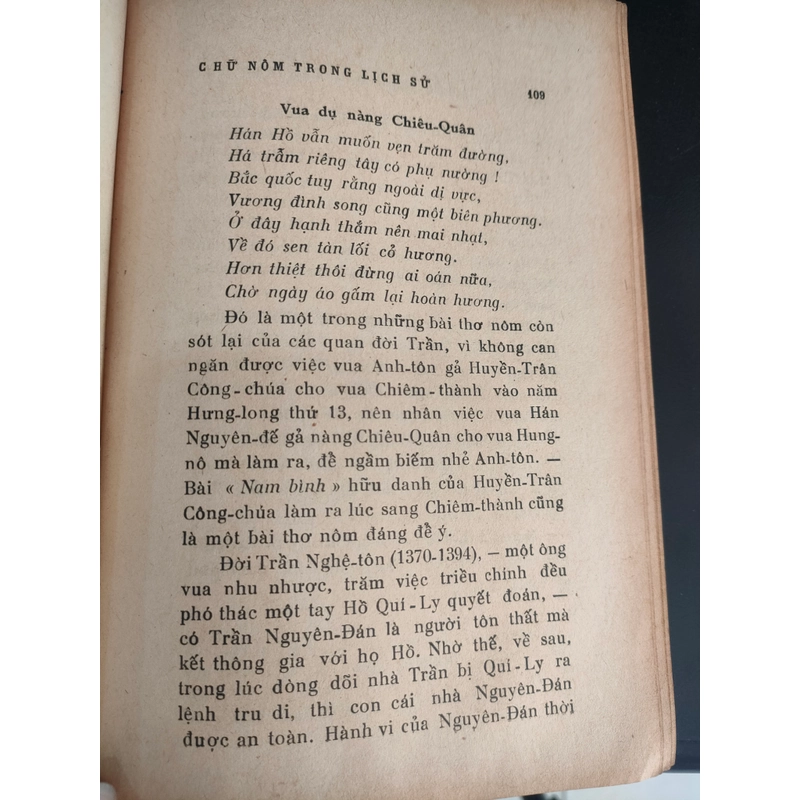 CHỮ NÔM TRONG LỊCH SỬ
109
Vua dụ nàng Chiêu-Quân
Hán Hồ vẫn muốn vẹn trăm đường,
Há trẫm riêng tây có phụ nường !
Bắc quốc tuy rằng ngoài dị vực,
Vương đình song cũng một biên phương.
Ở đây hạnh thắm nên mai nhạt,
Về đó sen tàn lối cỏ hương.
Hơn thiệt thôi đừng ai oán nữa,
Chờ ngày áo gấm lại hoàn hương.
Đó là một trong những bài thơ nôm còn
sót lại của các quan đời Trần, vì không can
ngăn được việc vua Anh-tôn gả Huyền-Trân
Công-chúa cho vua Chiêm-thành vào năm
Hưng-long thứ 13, nên nhân việc vua Hán
Nguyên-đế gả nàng Chiêu-Quân cho vua Hung-
nô mà làm ra, để ngầm biếm nhẻ Anh-tôn. —
Bài « Nam bình » hữu danh của Huyền-Trân
Công-chúa làm ra lúc sang Chiêm-thành cũng
là một bài thơ nôm đáng để ý.
Đời Trần Nghệ-tôn (1370-1394), — một ông
vua nhu nhược, trăm việc triều chính đều
phó thác một tay Hồ Quí-Ly quyết đoán, —
có Trần Nguyên-Đán là người tôn thất mà
kết thông gia với họ Hồ. Nhờ thế, về sau,
trong lúc dòng dõi nhà Trần bị Quí-Ly ra
lệnh tru di, thì con cái nhà Nguyên-Đán
được an toàn. Hành vi của Nguyên-Đán thời